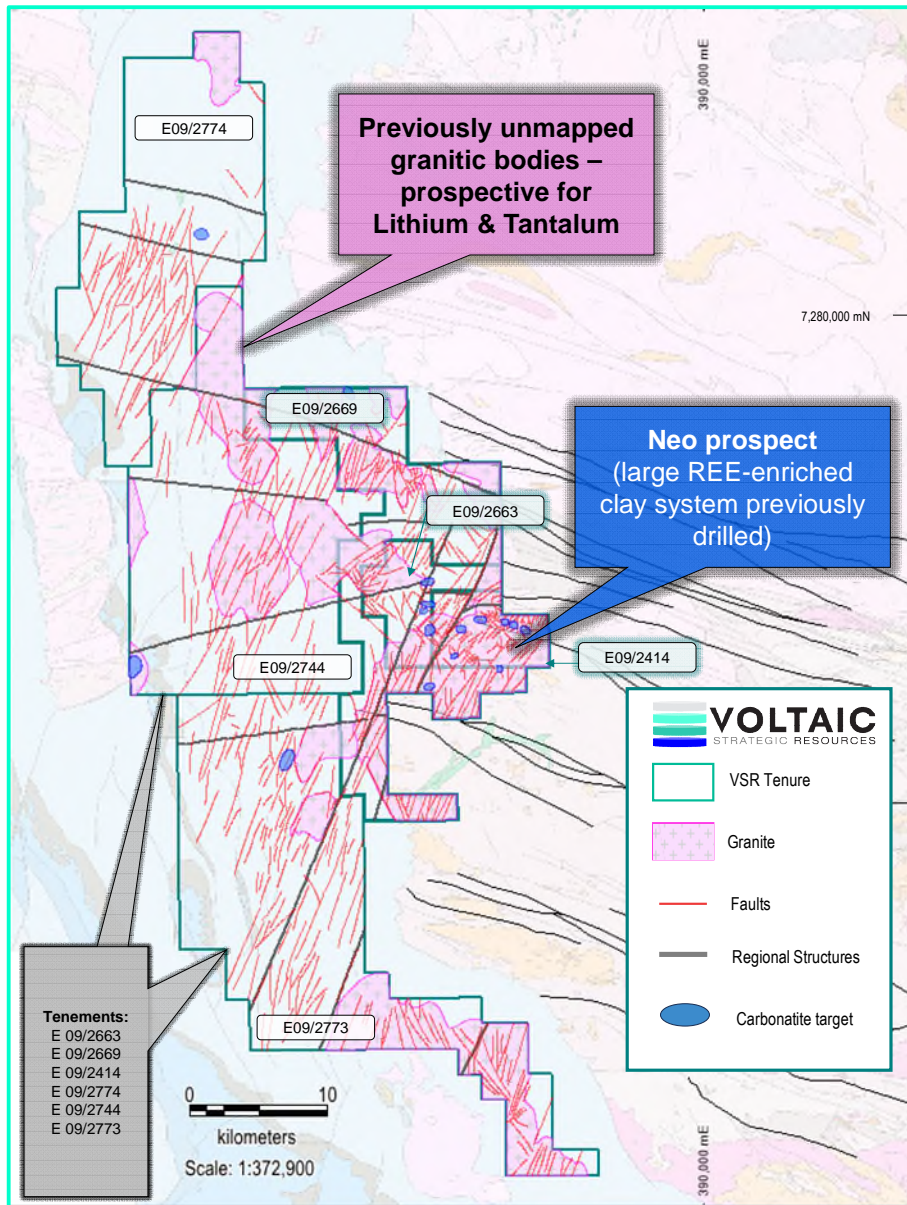 390,000 mE
E09/2774
Previously unmapped
granitic bodies –
prospective for
Lithium & Tantalum
7,280,000 mN
E09/2669
Neo prospect
(large REE-enriched
clay system previously
drilled)
E09/2663
E09/2414
E09/2744
VOLTAIC
STRATEGIC RESOURCES
VSR Tenure
Granite
Faults
Regional Structures
Carbonatite target
Tenements:
E 09/2663
E 09/2669
E 09/2414
E 09/2774
E 09/2744
E 09/2773
E09/2773
0 10
kilometers
Scale: 1:372,900
390,000 mE